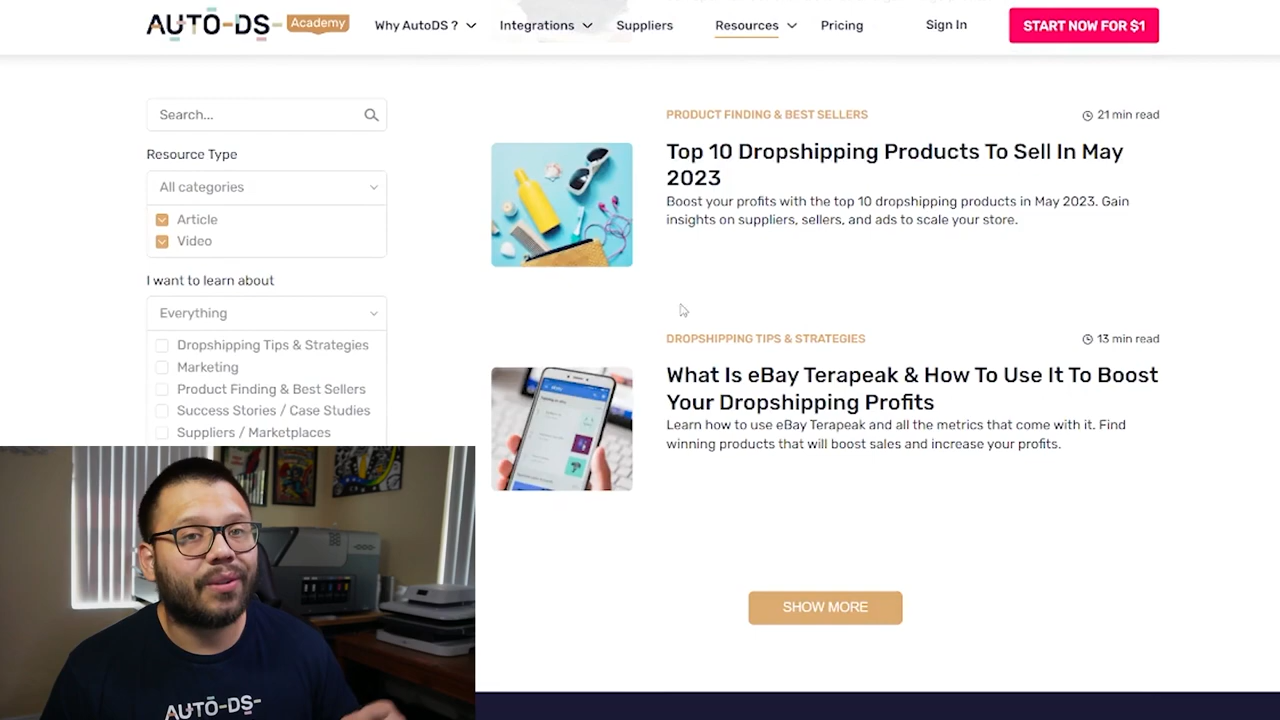 AUTO-DS- Academy
Why AutoDS ?
Integrations
Suppliers
Resources
Pricing
Sign In
START NOW FOR $1
Search...
Resource Type
All categories
Article
Video
I want to learn about
Everything
Dropshipping Tips & Strategies
Marketing
Product Finding & Best Sellers
Success Stories / Case Studies
Suppliers / Marketplaces
PRODUCT FINDING & BEST SELLERS
21 min read
Top 10 Dropshipping Products To Sell In May
2023
Boost your profits with the top 10 dropshipping products in May 2023. Gain
insights on suppliers, sellers, and ads to scale your store.
DROPSHIPPING TIPS & STRATEGIES
13 min read
What Is eBay Terapeak & How To Use It To Boost
Your Dropshipping Profits
Learn how to use eBay Terapeak and all the metrics that come with it. Find
winning products that will boost sales and increase your profits.
SHOW MORE
AUTO-DS-